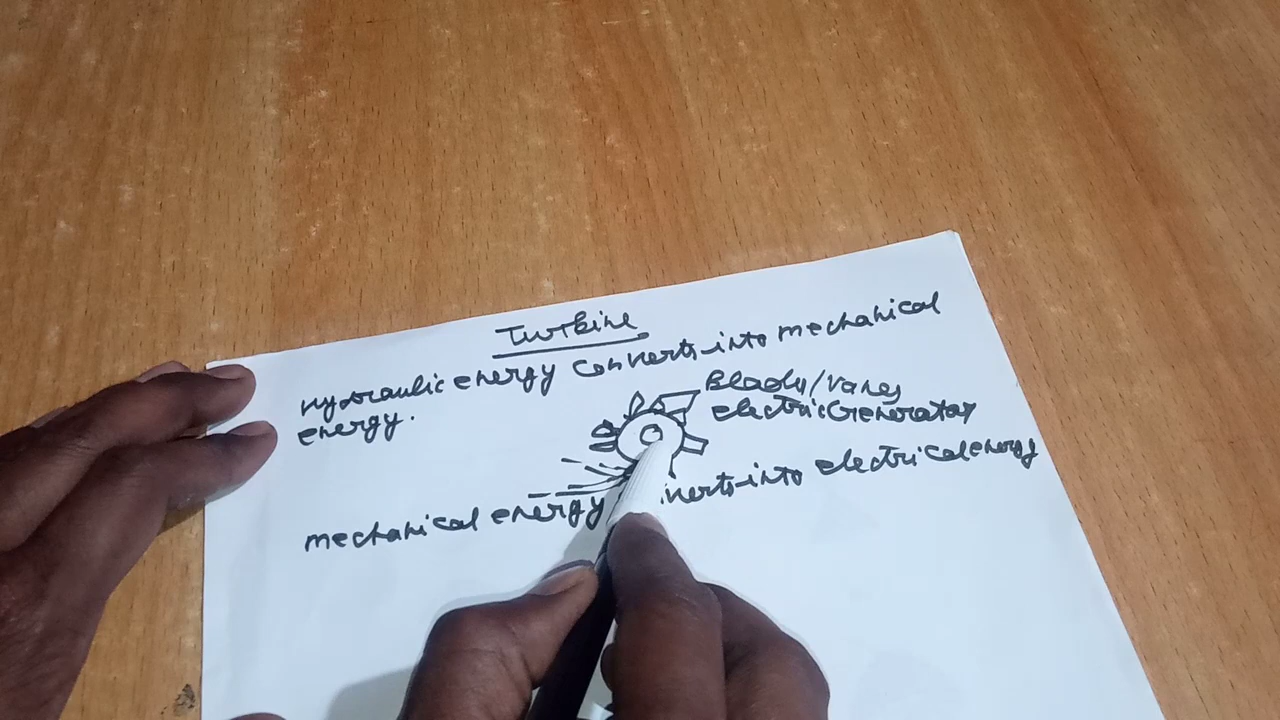 Turbine
Hydraulic energy converts into mechanical
energy.
Blades/Vanes
electric Generator
mechanical energy converts into electrical energy